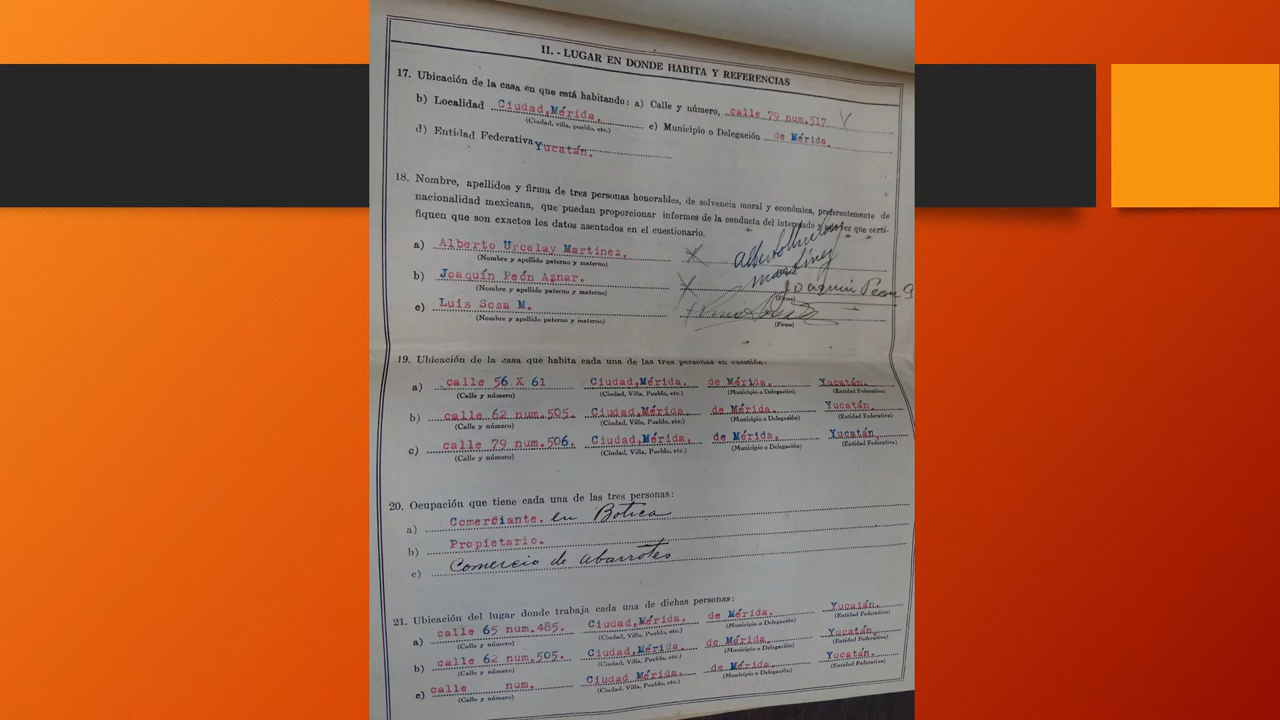 II. - LUGAR EN DONDE HABITA Y REFERENCIAS
17. Ubicación de la casa en que está habitando: a) Calle y número, calle 79 num.517
b) Localidad Ciudad,Mérida. c) Municipio o Delegación de Mérida.
(Ciudad, villa, pueblo, etc.)
d) Entidad Federativa Yucatán.
18. Nombre, apellidos y firma de tres personas honorables, de solvencia moral y económica, preferentemente de
nacionalidad mexicana, que puedan proporcionar informes de la conducta del interesado y a la vez que certi-
fiquen que son exactos los datos asentados en el cuestionario.
a) Alberto Urcelay Martinez. Alberto Urcelay
(Nombre y apellido paterno y materno) Martínez
b) Joaquín Peón Aznar. Joaquin Peon
(Nombre y apellido paterno y materno) (Firma)
c) Luis Sosa M.
(Nombre y apellido paterno y materno) (Firma)
19. Ubicación de la casa que habita cada una de las tres personas en cuestión:
a) calle 56 X 61 Ciudad,Mérida. de Mérida. Yucatán.
(Calle y número) (Ciudad, Villa, Pueblo, etc.) (Municipio o Delegación) (Entidad Federativa)
b) calle 62 num.505. Ciudad,Mérida de Mérida. Yucatán.
(Calle y número) (Ciudad, Villa, Pueblo, etc.) (Municipio o Delegación) (Entidad Federativa)
c) calle 79 num.506. Ciudad,Mérida. de Mérida. Yucatán.
(Calle y número) (Ciudad, Villa, Pueblo, etc.) (Municipio o Delegación) (Entidad Federativa)
20. Ocupación que tiene cada una de las tres personas:
a) Comerciante. en Botica
b) Propietario.
c) Comercio de abarrotes
21. Ubicación del lugar donde trabaja cada una de dichas personas:
a) calle 65 num.485. Ciudad,Mérida. de Mérida. Yucatán.
(Calle y número) (Ciudad, Villa, Pueblo, etc.) (Municipio o Delegación) (Entidad Federativa)
b) calle 62 num.505. Ciudad,Mérida. de Mérida. Yucatán.
(Calle y número) (Ciudad, Villa, Pueblo, etc.) (Municipio o Delegación) (Entidad Federativa)
c) calle num. Ciudad Mérida. de Mérida. Yucatán.
(Calle y número) (Ciudad, Villa, Pueblo, etc.) (Municipio o Delegación) (Entidad Federativa)